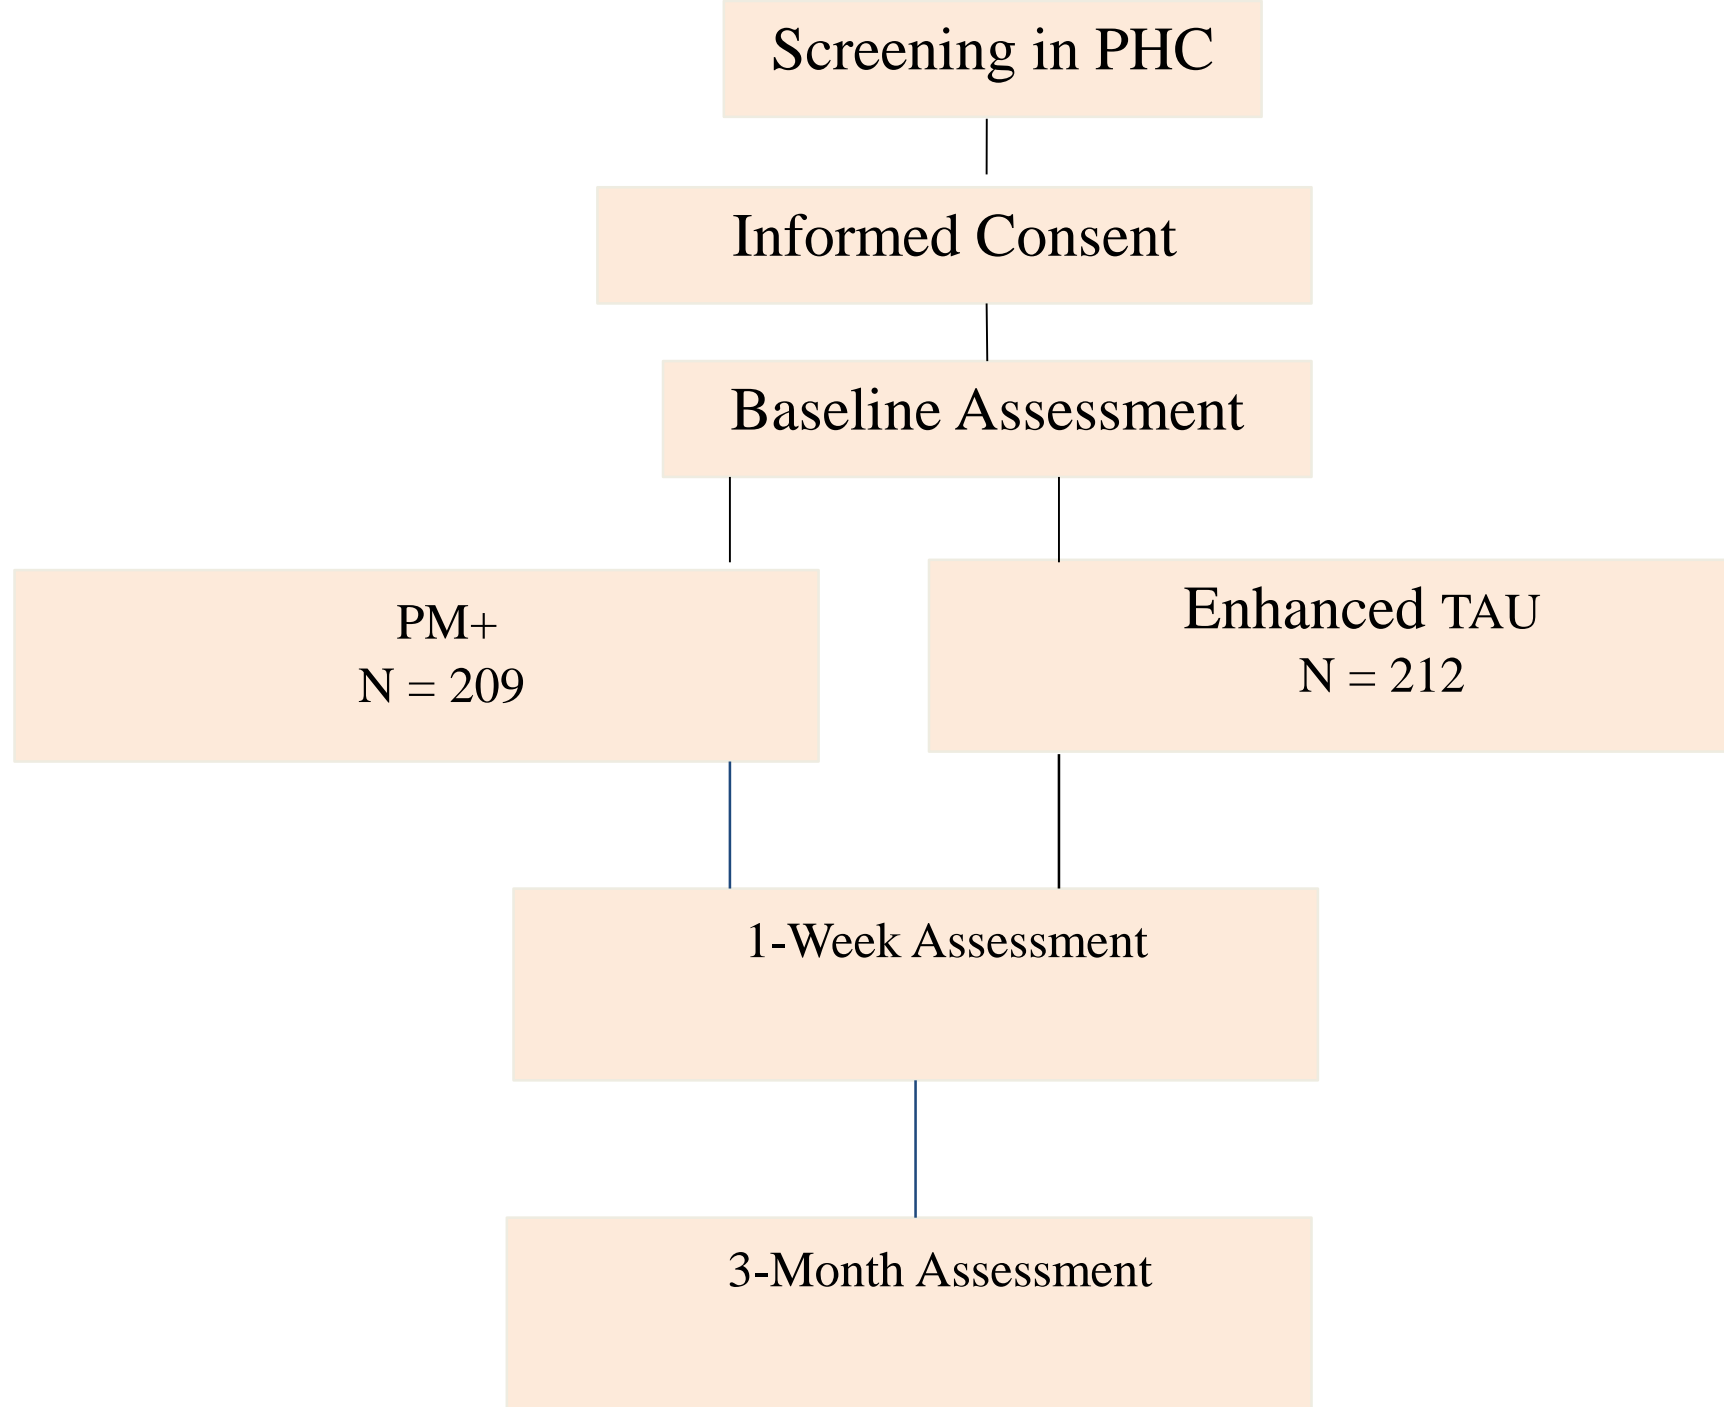 Screening in PHC
Informed Consent
Baseline Assessment
PM+
N = 209
Enhanced TAU
N = 212
1-Week Assessment
3-Month Assessment